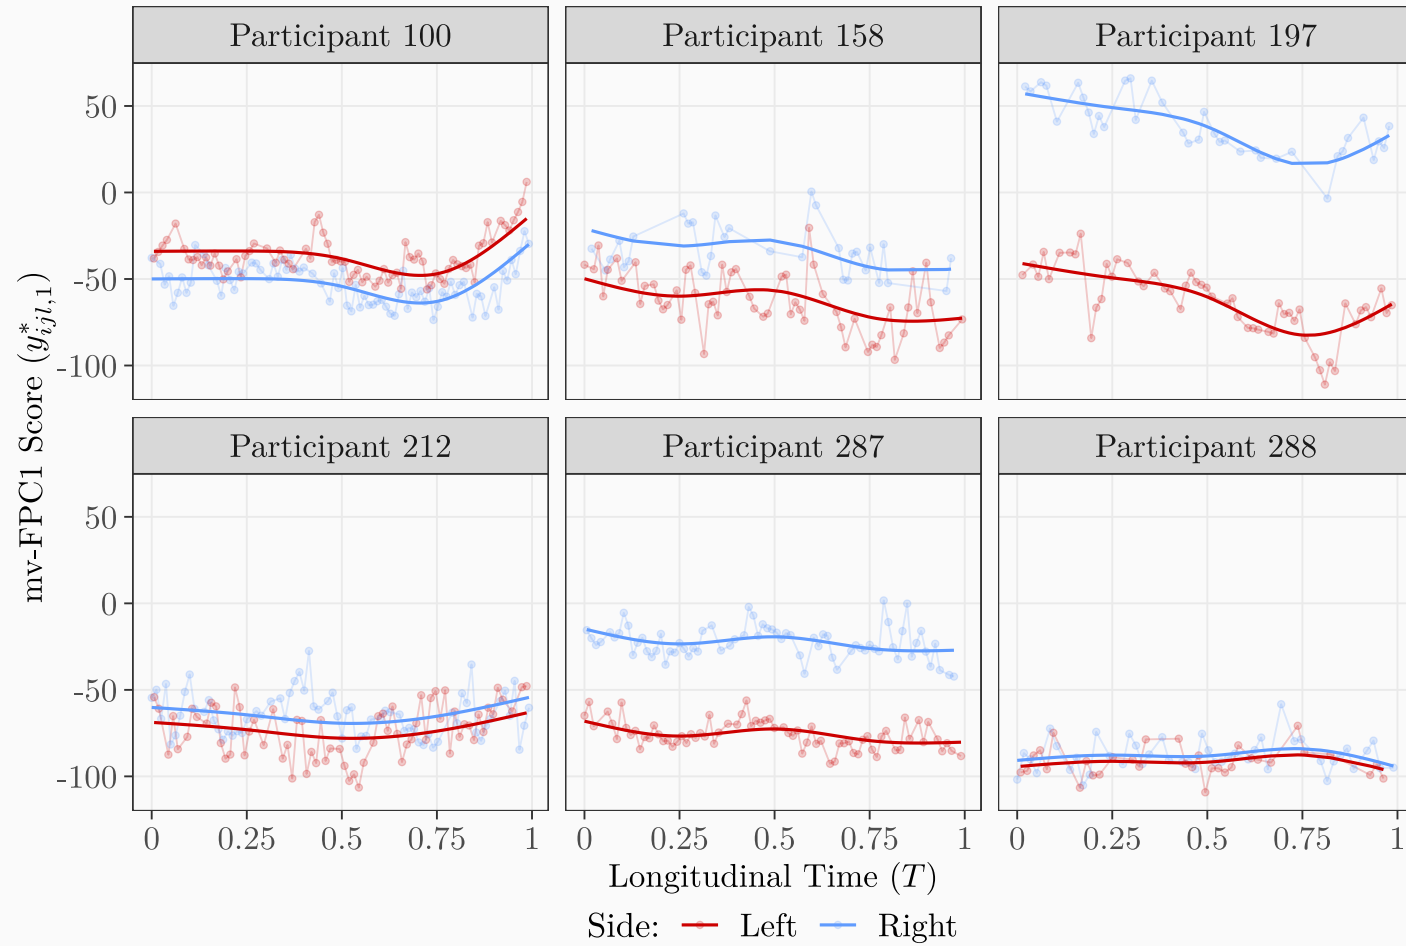 Participant 100 Participant 158 Participant 197
50
0
-50
-100
Participant 212 Participant 287 Participant 288
50
0
-50
-100
mv-FPC1 Score (y*ijl,1)
0 0.25 0.5 0.75 1 0 0.25 0.5 0.75 1 0 0.25 0.5 0.75 1
Longitudinal Time (T)
Side: Left Right